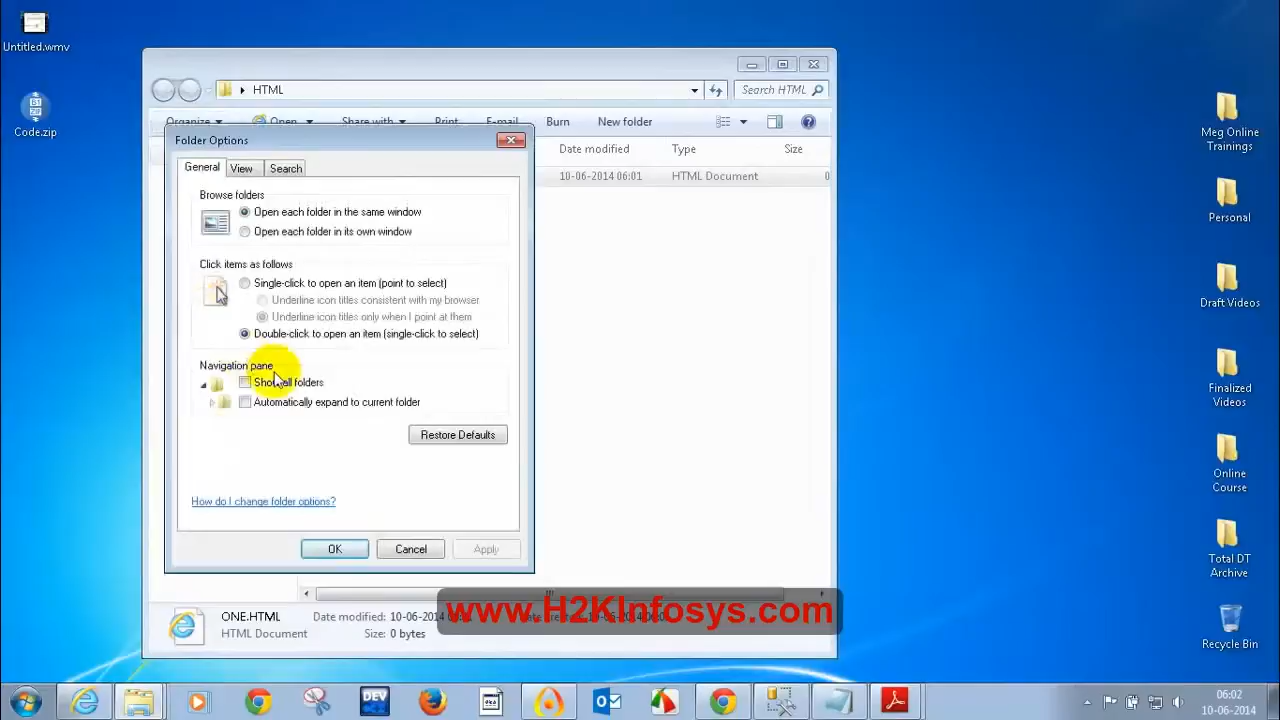 Untitled.wmv
Code.zip
HTML
Search HTML
Organize
Open
Share with
Print
E-mail
Burn
New folder
Date modified
Type
Size
10-06-2014 06:01
HTML Document
0
Folder Options
General
View
Search
Browse folders
Open each folder in the same window
Open each folder in its own window
Click items as follows
Single-click to open an item (point to select)
Underline icon titles consistent with my browser
Underline icon titles only when I point at them
Double-click to open an item (single-click to select)
Navigation pane
Show all folders
Automatically expand to current folder
Restore Defaults
How do I change folder options?
OK
Cancel
Apply
ONE.HTML
Date modified: 10-06-2014 06:01
HTML Document
Size: 0 bytes
www.H2KInfosys.com
Meg Online
Trainings
Personal
Draft Videos
Finalized
Videos
Online
Course
Total DT
Archive
Recycle Bin
DEV
06:02
10-06-2014